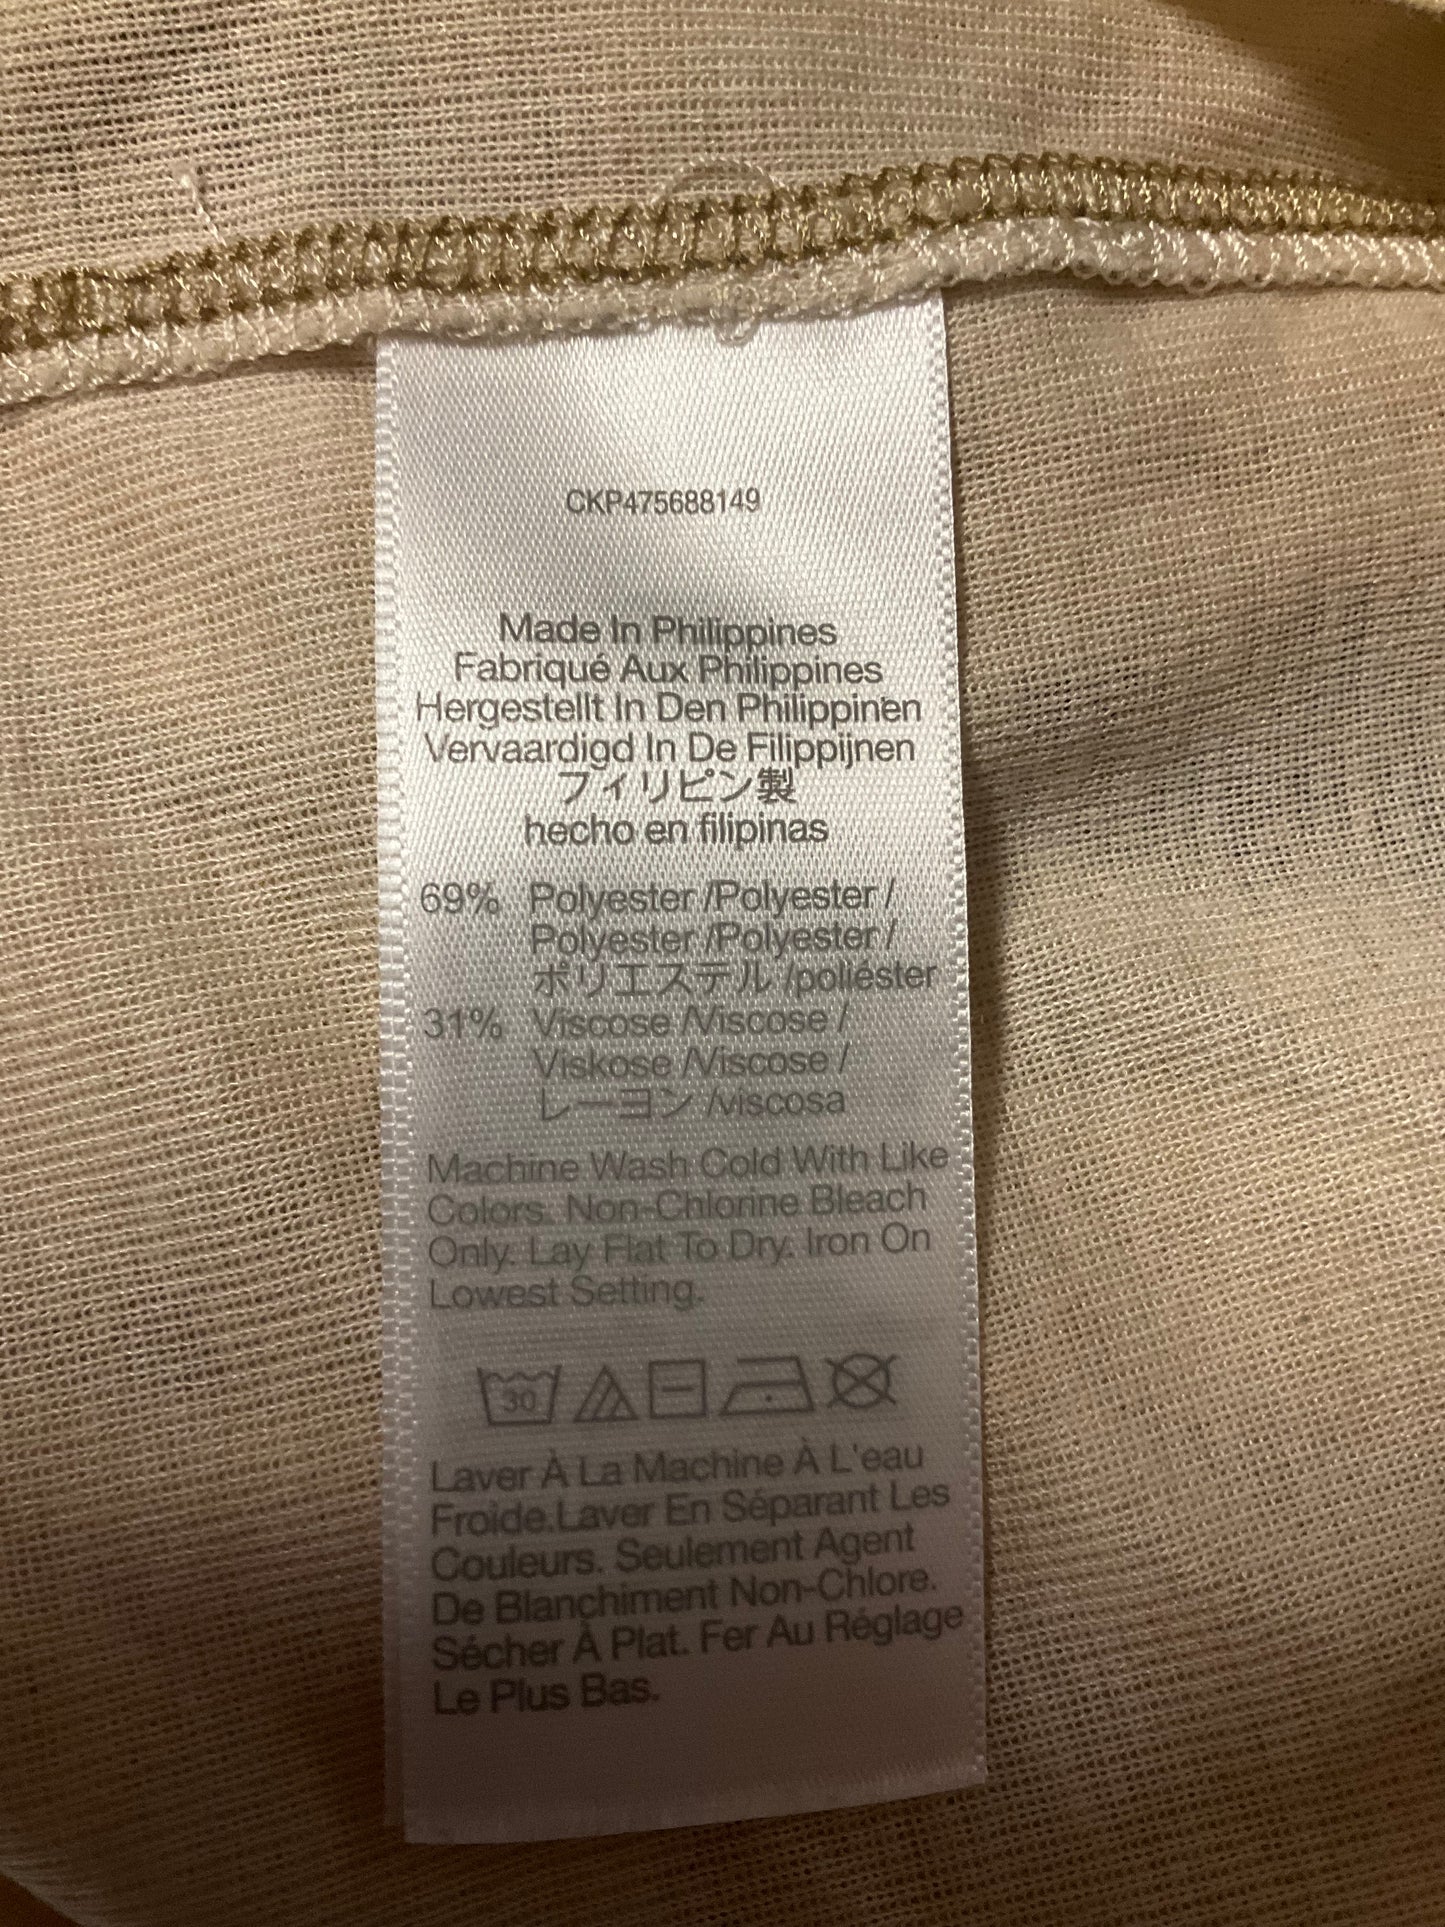 CKP475688149
Made In Philippines
Fabriqué Aux Philippines
Hergestellt In Den Philippinen
Vervaardigd In De Filippijnen
フィリピン製
hecho en filipinas
69% Polyester /Polyester /
Polyester /Polyester /
ポリエステル /poliéster
31% Viscose /Viscose /
Viskose /Viscose /
レーヨン /viscosa
Machine Wash Cold With Like
Colors. Non-Chlorine Bleach
Only. Lay Flat To Dry. Iron On
Lowest Setting.
30
Laver À La Machine À L'eau
Froide.Laver En Séparant Les
Couleurs. Seulement Agent
De Blanchiment Non-Chlore.
Sécher À Plat. Fer Au Réglage
Le Plus Bas.